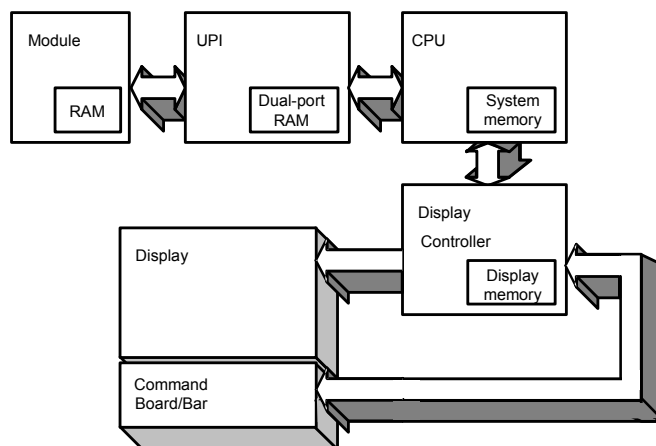 Module
RAM
UPI
Dual-port
RAM
CPU
System
memory
Display
Controller
Display
memory
Display
Command
Board/Bar